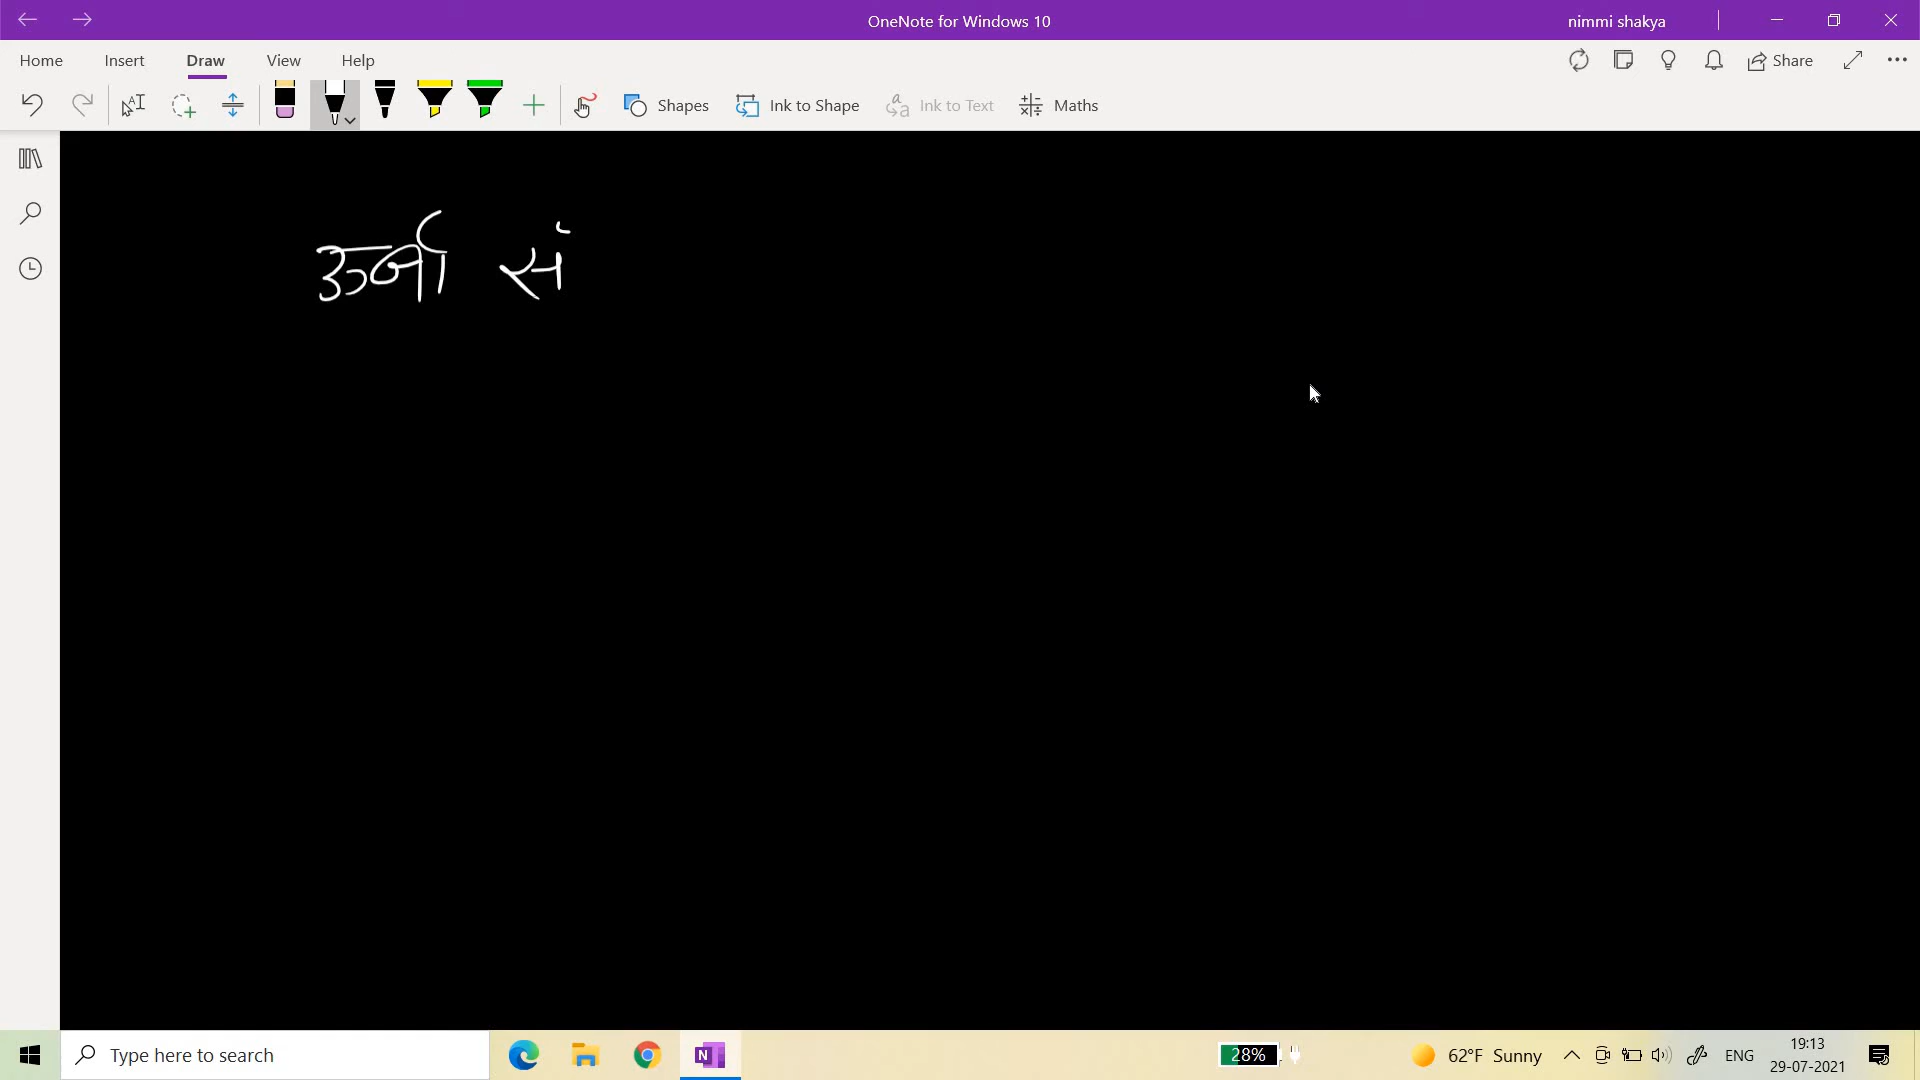 OneNote for Windows 10
nimmi shakya
Home Insert Draw View Help
Share
Shapes Ink to Shape Ink to Text Maths
ऊर्जा सं
Type here to search
28%
62°F Sunny
ENG
19:13
29-07-2021